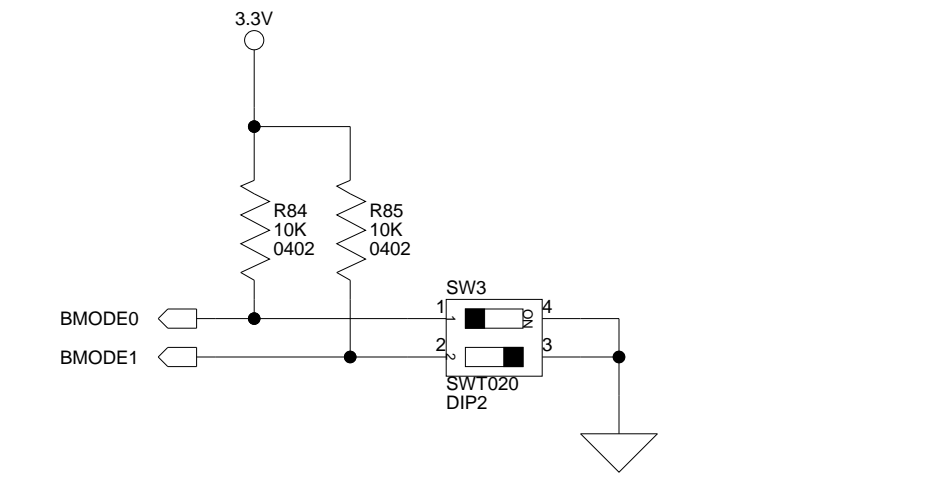 3.3V
R84
10K
0402
R85
10K
0402
SW3
BMODE0
1
1
ON
4
BMODE1
2
2
3
SWT020
DIP2